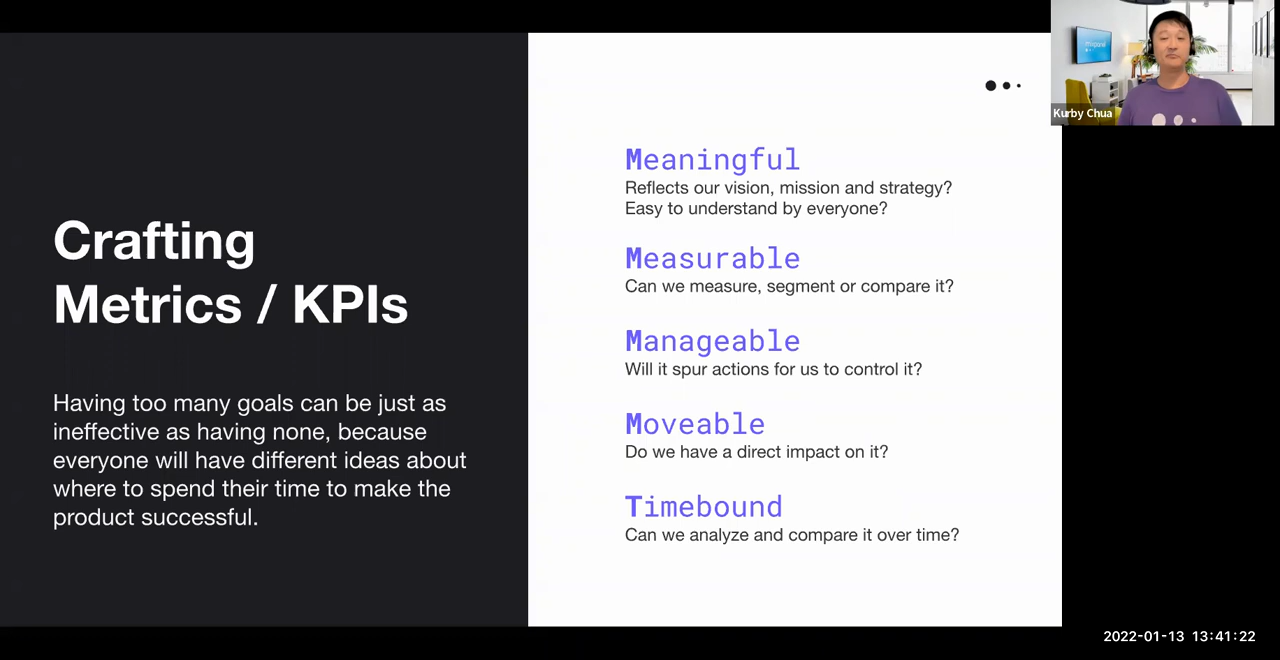 Crafting
Metrics / KPIs
Having too many goals can be just as
ineffective as having none, because
everyone will have different ideas about
where to spend their time to make the
product successful.
Meaningful
Reflects our vision, mission and strategy?
Easy to understand by everyone?
Measurable
Can we measure, segment or compare it?
Manageable
Will it spur actions for us to control it?
Moveable
Do we have a direct impact on it?
Timebound
Can we analyze and compare it over time?
Kurby Chua
2022-01-13 13:41:22